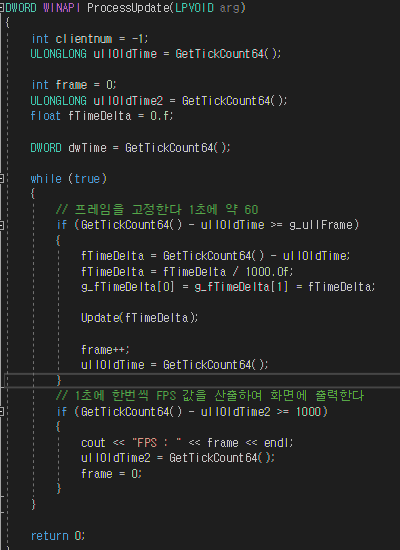 DWORD WINAPI ProcessUpdate(LPVOID arg)
{
int clientnum = -1;
ULONGLONG ullOldTime = GetTickCount64();
int frame = 0;
ULONGLONG ullOldTime2 = GetTickCount64();
float fTimeDelta = 0.f;
DWORD dwTime = GetTickCount64();
while (true)
{
// 프레임을 고정한다 1초에 약 60
if (GetTickCount64() - ullOldTime >= g_ullFrame)
{
fTimeDelta = GetTickCount64() - ullOldTime;
fTimeDelta = fTimeDelta / 1000.0f;
g_fTimeDelta[0] = g_fTimeDelta[1] = fTimeDelta;
Update(fTimeDelta);
frame++;
ullOldTime = GetTickCount64();
}
// 1초에 한번씩 FPS 값을 산출하여 화면에 출력한다
if (GetTickCount64() - ullOldTime2 >= 1000)
{
cout << "FPS : " << frame << endl;
ullOldTime2 = GetTickCount64();
frame = 0;
}
}
return 0;
}